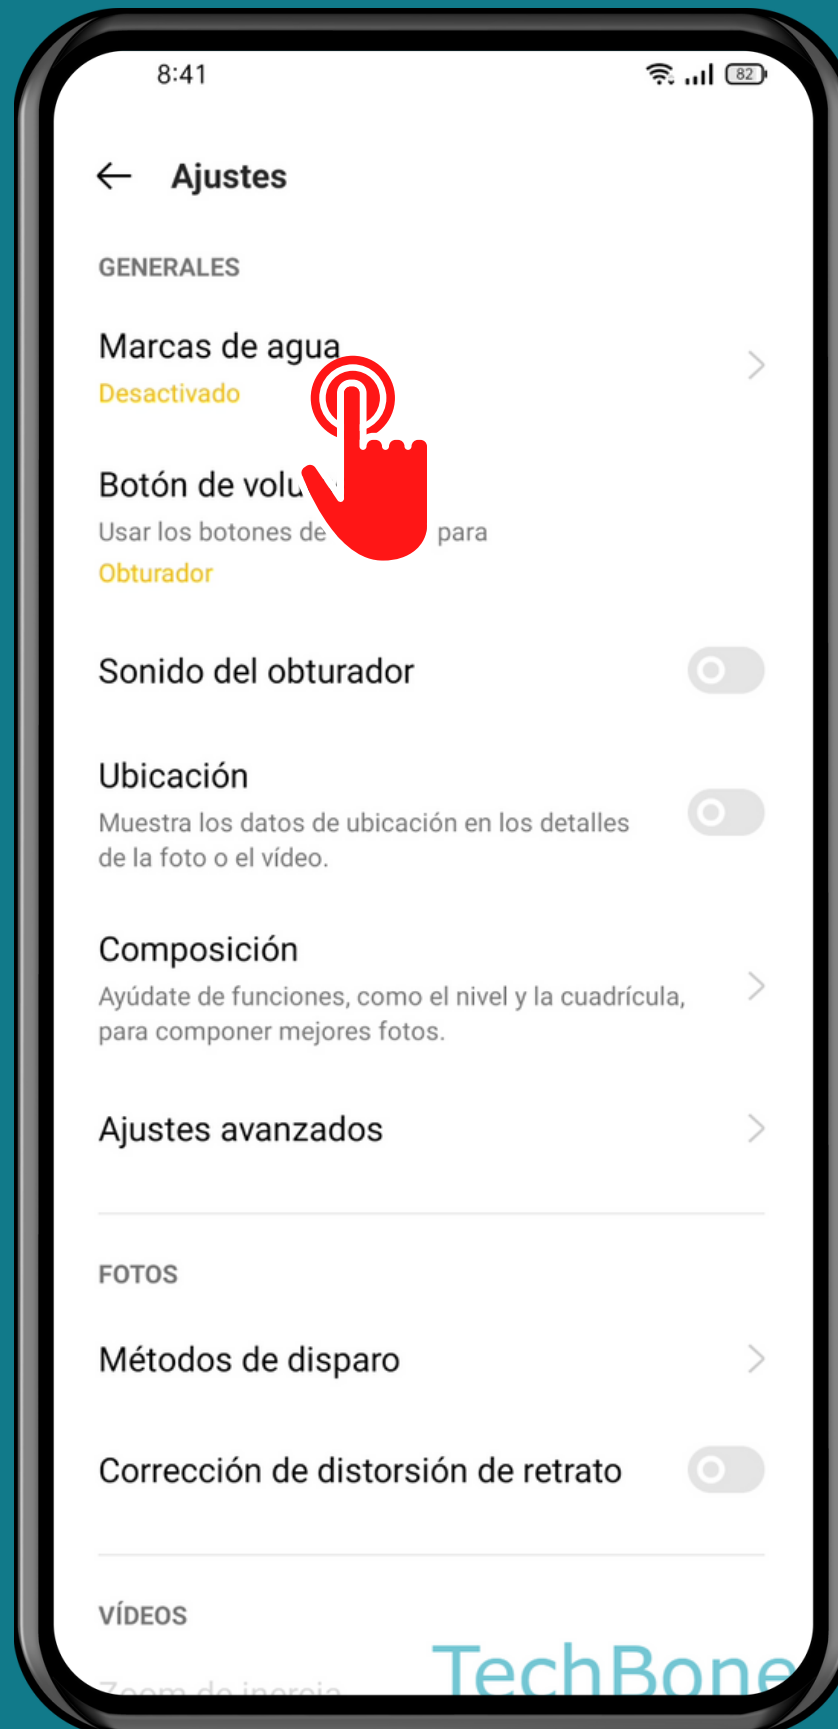 8:41
82
Ajustes
GENERALES
Marcas de agua
Desactivado
Botón de
Usar los botones de para
Obturador
Sonido del obturador
Ubicación
Muestra los datos de ubicación en los detalles
de la foto o el vídeo.
Composición
Ayúdate de funciones, como el nivel y la cuadrícula,
para componer mejores fotos.
Ajustes avanzados
FOTOS
Métodos de disparo
Corrección de distorsión de retrato
VÍDEOS
Zoom de inercia
TechBone